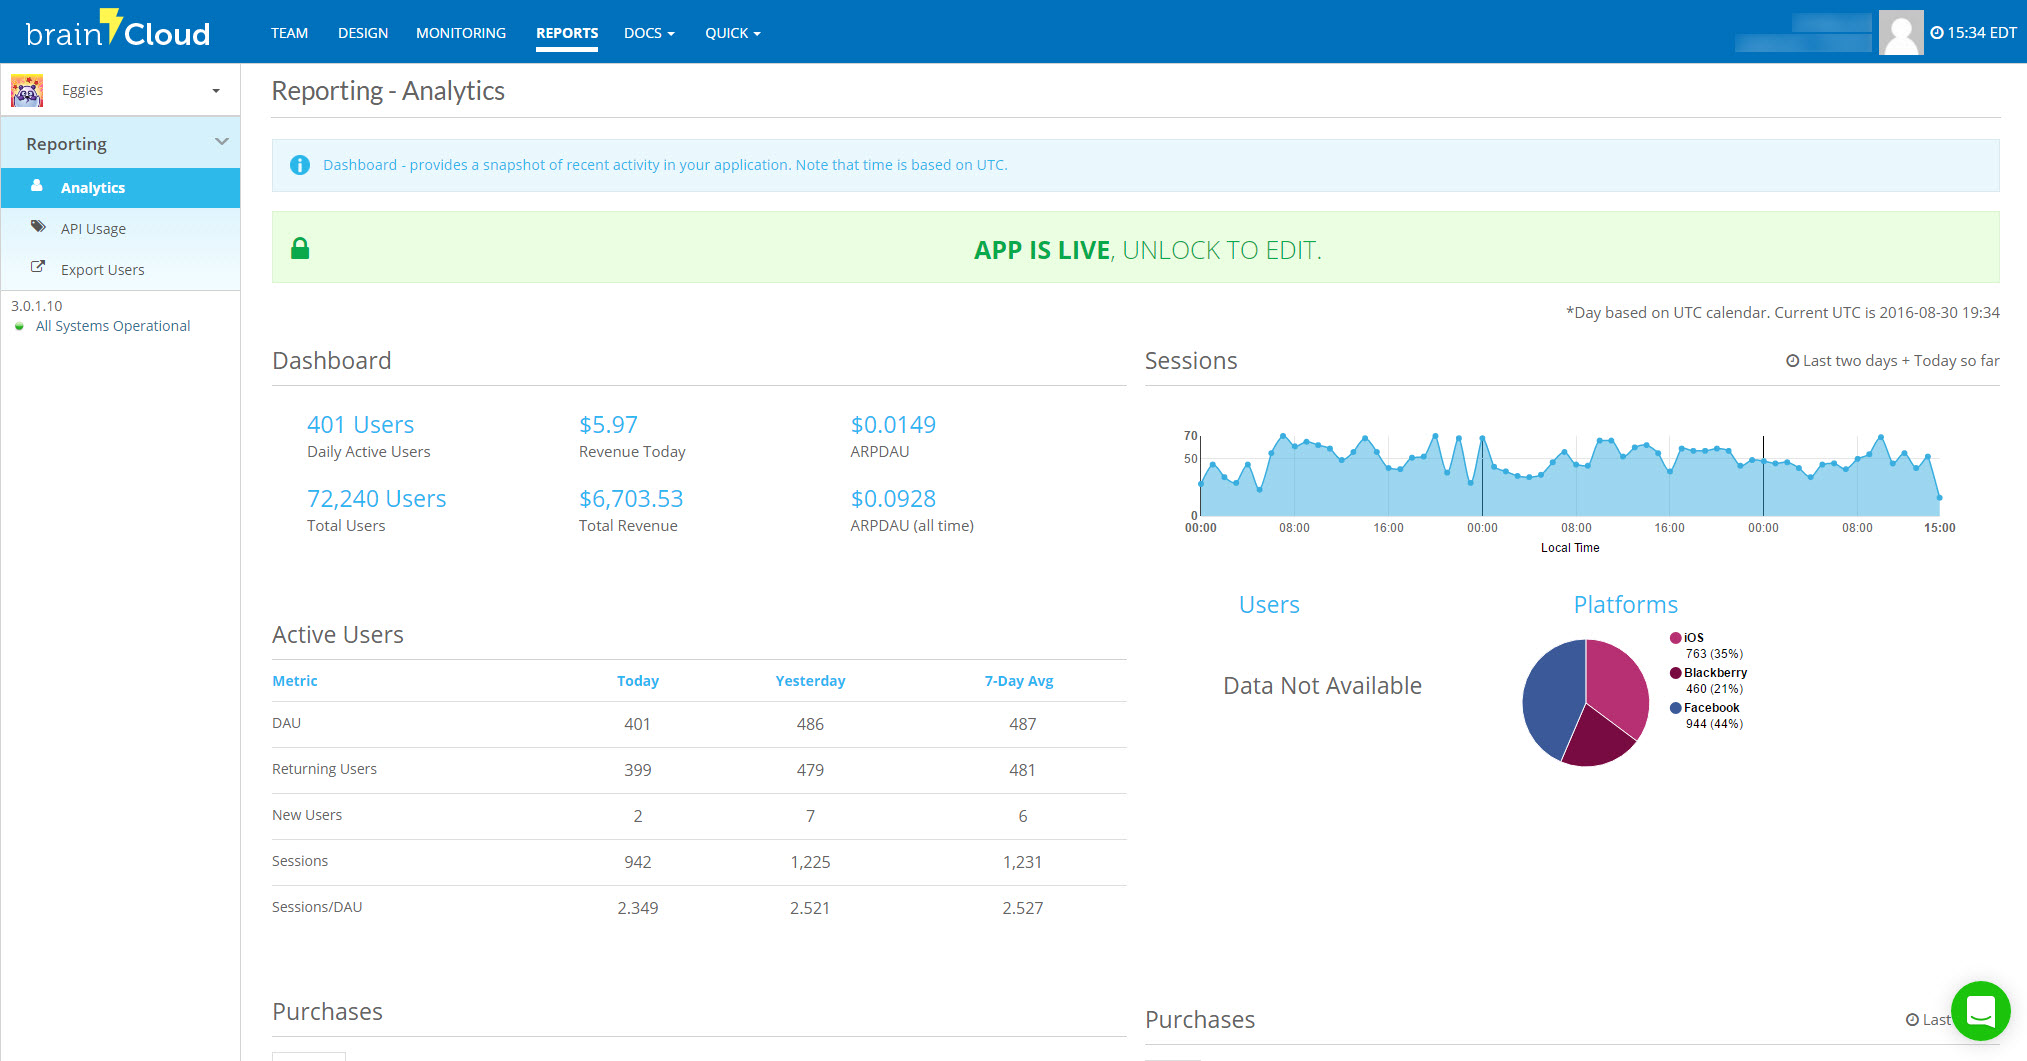 brainCloud
TEAM DESIGN MONITORING REPORTS DOCS QUICK
15:34 EDT
Eggies
Reporting
Analytics
API Usage
Export Users
3.0.1.10
All Systems Operational
Reporting - Analytics
Dashboard - provides a snapshot of recent activity in your application. Note that time is based on UTC.
APP IS LIVE, UNLOCK TO EDIT.
*Day based on UTC calendar. Current UTC is 2016-08-30 19:34
Dashboard
401 Users $5.97 $0.0149
Daily Active Users Revenue Today ARPDAU
72,240 Users $6,703.53 $0.0928
Total Users Total Revenue ARPDAU (all time)
Active Users
Metric Today Yesterday 7-Day Avg
DAU 401 486 487
Returning Users 399 479 481
New Users 2 7 6
Sessions 942 1,225 1,231
Sessions/DAU 2.349 2.521 2.527
Purchases
Sessions
Last two days + Today so far
70
50
0
00:00 08:00 16:00 00:00 08:00 16:00 00:00 08:00 15:00
Local Time
Users
Data Not Available
Platforms
iOS
763 (35%)
Blackberry
460 (21%)
Facebook
944 (44%)
Purchases
Last